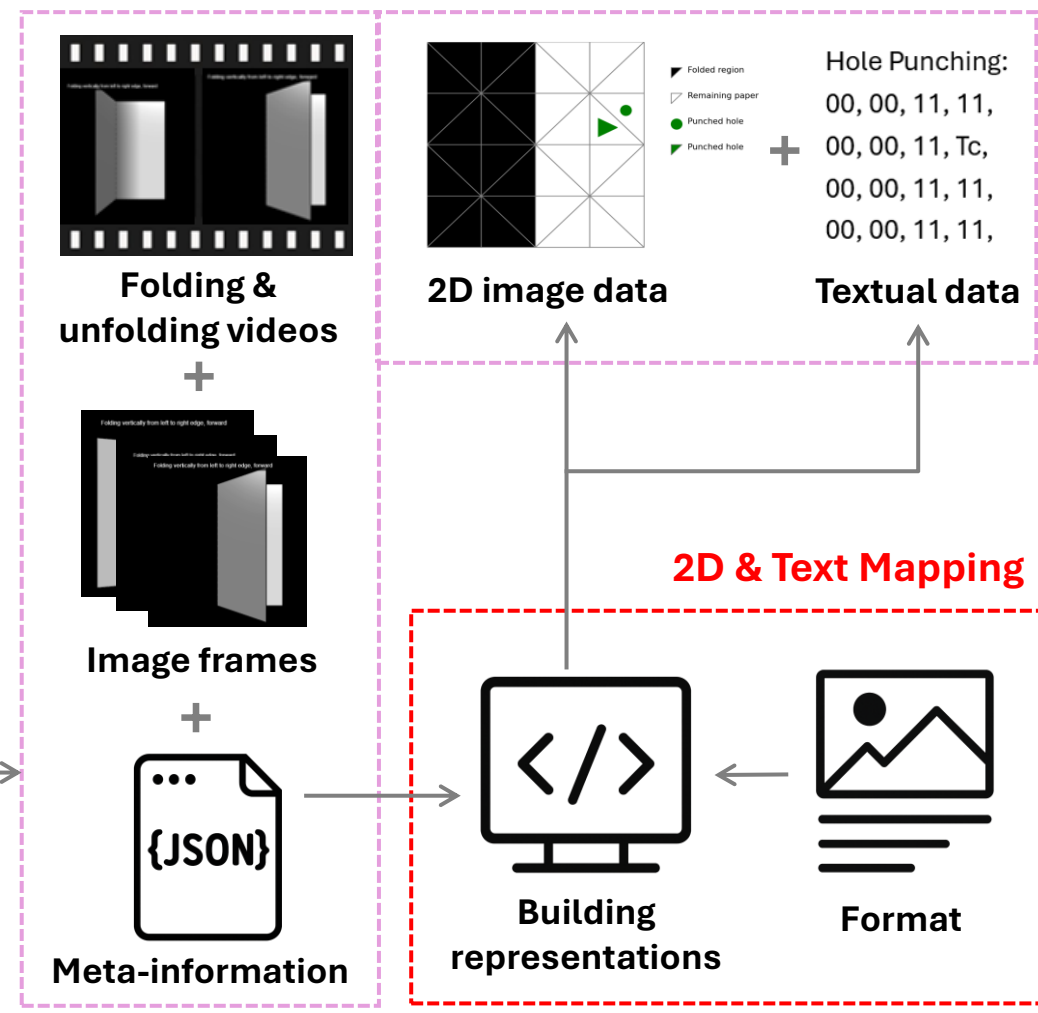 Folding vertically from left to right edge, forward
Folding vertically from left to right edge, forward
Folding &
unfolding videos
Folded region
Remaining paper
Punched hole
Punched hole
2D image data
Hole Punching:
00, 00, 11, 11,
00, 00, 11, Tc,
00, 00, 11, 11,
00, 00, 11, 11,
Textual data
Folding vertically from left to right edge, forward
Folding vertically from left to right edge, forward
Folding vertically from left to right edge, forward
Image frames
{JSON}
Meta-information
2D & Text Mapping
</>
Building
representations
Format